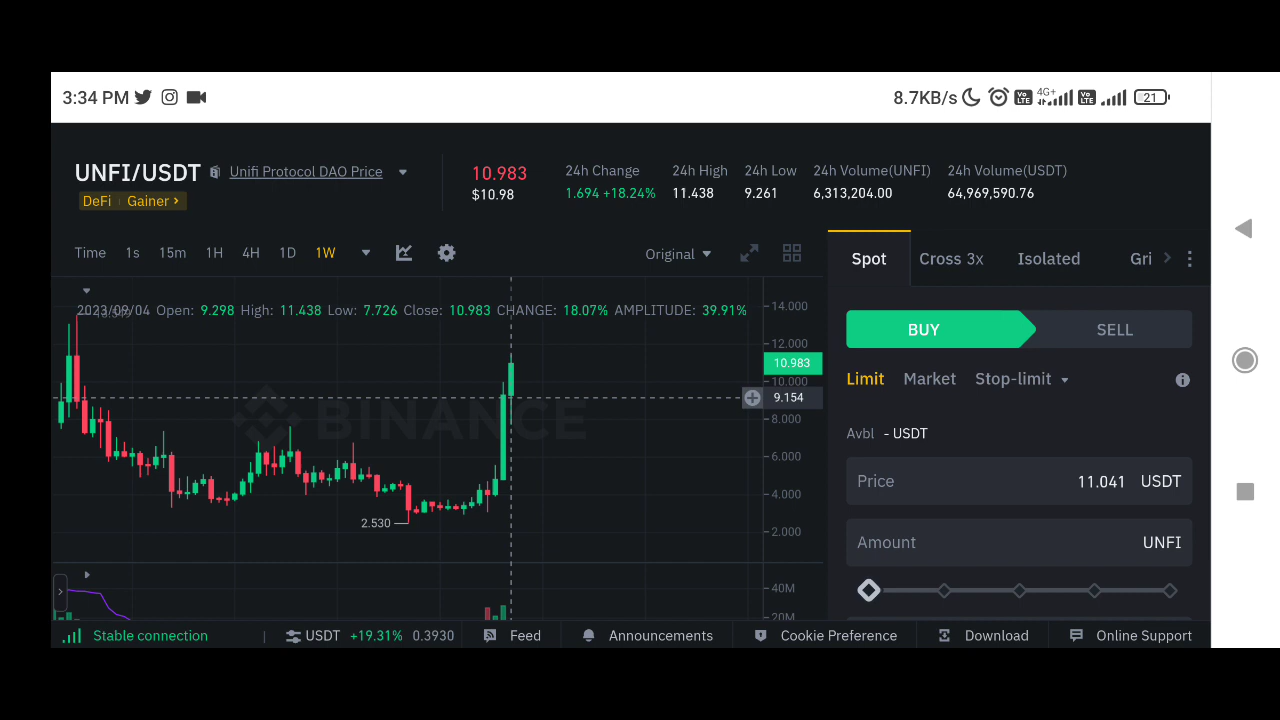 3:34 PM 8.7KB/s Vo LTE 4G+ Vo LTE 21
UNFI/USDT Unifi Protocol DAO Price
DeFi Gainer
10.983
$10.98
24h Change 24h High 24h Low 24h Volume(UNFI) 24h Volume(USDT)
1.694 +18.24% 11.438 9.261 6,313,204.00 64,969,590.76
Time 1s 15m 1H 4H 1D 1W Original
2023/09/04 Open: 9.298 High: 11.438 Low: 7.726 Close: 10.983 CHANGE: 18.07% AMPLITUDE: 39.91%
14.000
12.000
10.983
10.000
9.154
8.000
6.000
4.000
2.000
40M
20M
2.530
BINANCE
Spot Cross 3x Isolated Gri
BUY SELL
Limit Market Stop-limit
Avbl - USDT
Price 11.041 USDT
Amount UNFI
Stable connection USDT +19.31% 0.3930 Feed Announcements Cookie Preference Download Online Support